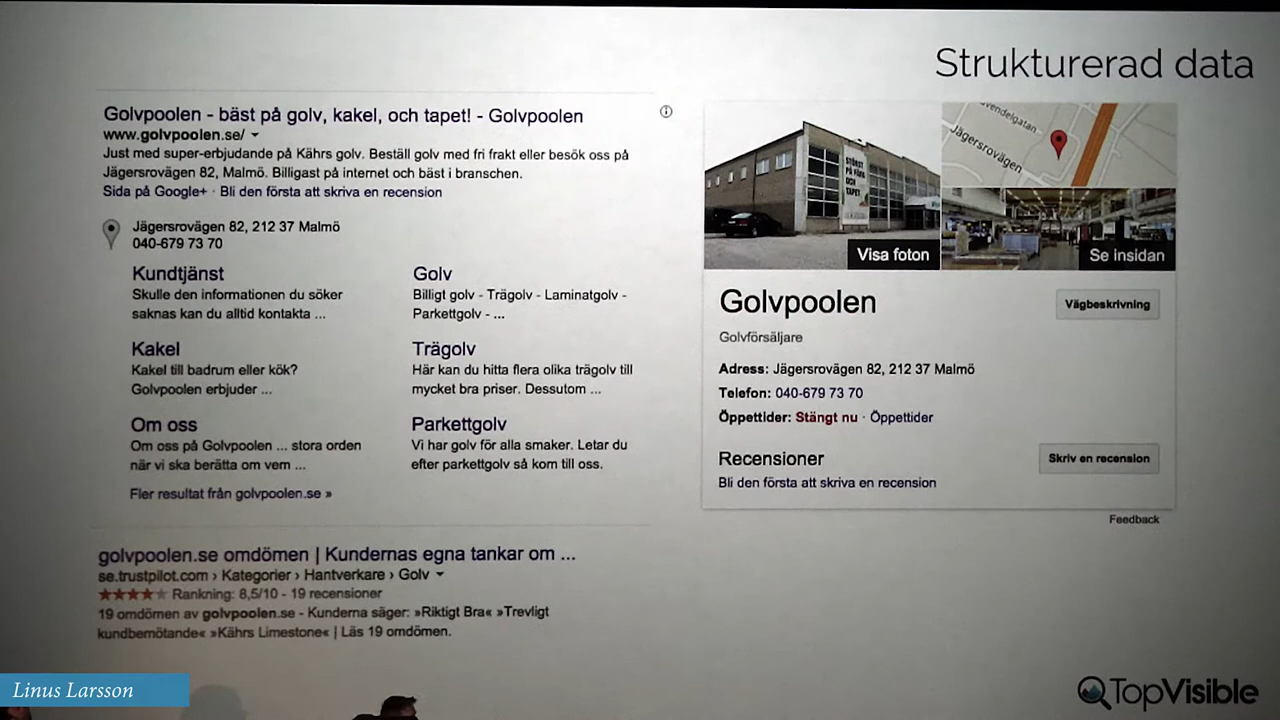 Strukturerad data
Golvpoolen - bäst på golv, kakel, och tapet! - Golvpoolen
www.golvpoolen.se/
Just med super-erbjudande på Kährs golv. Beställ golv med fri frakt eller besök oss på
Jägersrovägen 82, Malmö. Billigast på internet och bäst i branschen.
Sida på Google+ · Bli den första att skriva en recension
Jägersrovägen 82, 212 37 Malmö
040-679 73 70
Kundtjänst
Skulle den informationen du söker
saknas kan du alltid kontakta ...
Golv
Billigt golv - Trägolv - Laminatgolv -
Parkettgolv - ...
Kakel
Kakel till badrum eller kök?
Golvpoolen erbjuder ...
Trägolv
Här kan du hitta flera olika trägolv till
mycket bra priser. Dessutom ...
Om oss
Om oss på Golvpoolen ... stora orden
när vi ska berätta om vem ...
Parkettgolv
Vi har golv för alla smaker. Letar du
efter parkettgolv så kom till oss.
Fler resultat från golvpoolen.se »
golvpoolen.se omdömen | Kundernas egna tankar om ...
se.trustpilot.com › Kategorier › Hantverkare › Golv
Rankning: 8,5/10 - 19 recensioner
19 omdömen av golvpoolen.se - Kunderna säger: »Riktigt Bra« »Trevligt
kundbemötande« »Kährs Limestone« | Läs 19 omdömen.
STÖRST
PÅ FÄRG
OCH
TAPET
Visa foton
Jägersrovägen
Se insidan
Golvpoolen
Vägbeskrivning
Golvförsäljare
Adress: Jägersrovägen 82, 212 37 Malmö
Telefon: 040-679 73 70
Öppettider: Stängt nu · Öppettider
Recensioner
Skriv en recension
Bli den första att skriva en recension
Feedback
Linus Larsson
TopVisible